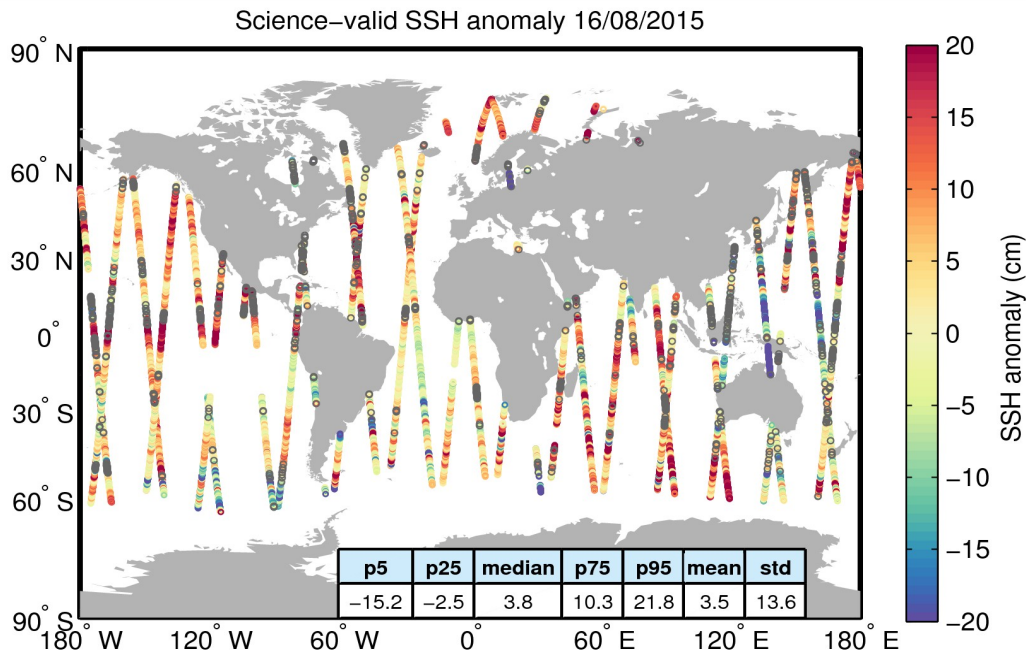 Science−valid SSH anomaly 16/08/2015
90° N
60° N
30° N
0°
30° S
60° S
90° S
180° W
120° W
60° W
0°
60° E
120° E
180° E
p5 p25 median p75 p95 mean std
−15.2 −2.5 3.8 10.3 21.8 3.5 13.6
20
15
10
5
0
−5
−10
−15
−20
SSH anomaly (cm)